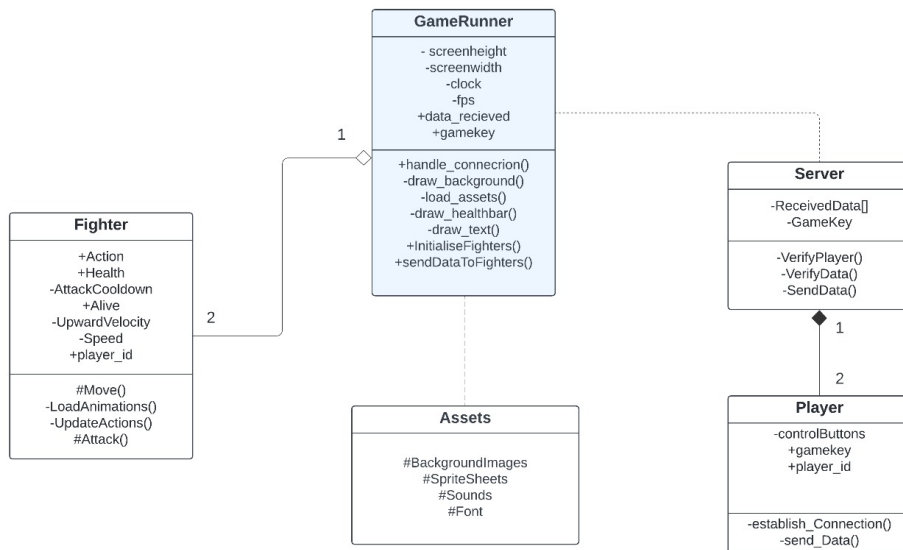 GameRunner
- screenheight
-screenwidth
-clock
-fps
+data_recieved
+gamekey
+handle_connecrion()
-draw_background()
-load_assets()
-draw_healthbar()
-draw_text()
+InitialiseFighters()
+sendDataToFighters()
1
2
Fighter
+Action
+Health
-AttackCooldown
+Alive
-UpwardVelocity
-Speed
+player_id
#Move()
-LoadAnimations()
-UpdateActions()
#Attack()
Server
-ReceivedData[]
-GameKey
-VerifyPlayer()
-VerifyData()
-SendData()
1
2
Assets
#BackgroundImages
#SpriteSheets
#Sounds
#Font
Player
-controlButtons
+gamekey
+player_id
-establish_Connection()
-send_Data()